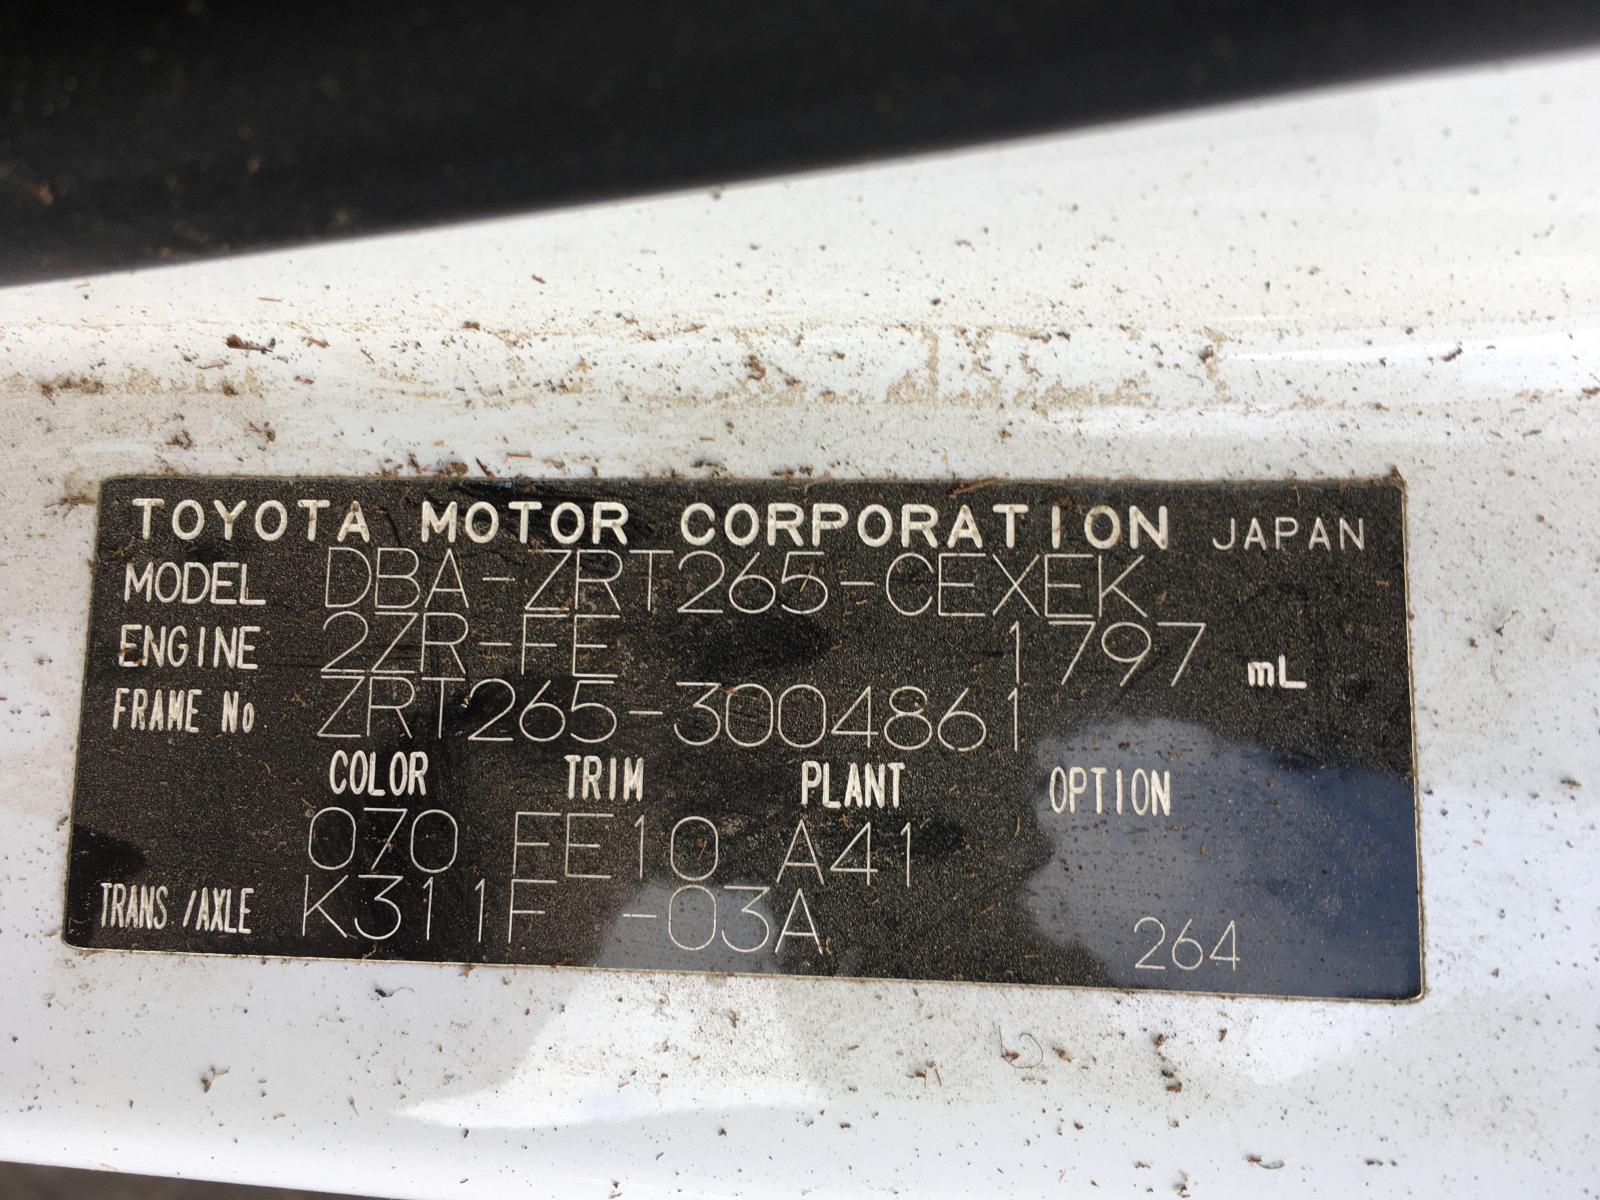 TOYOTA MOTOR CORPORATION JAPAN
MODEL DBA-ZRT265-CEXEK
ENGINE 2ZR-FE 1797 mL
FRAME No ZRT265-3004861
COLOR TRIM PLANT OPTION
070 FE10 A41
TRANS/AXLE K311F -03A 264